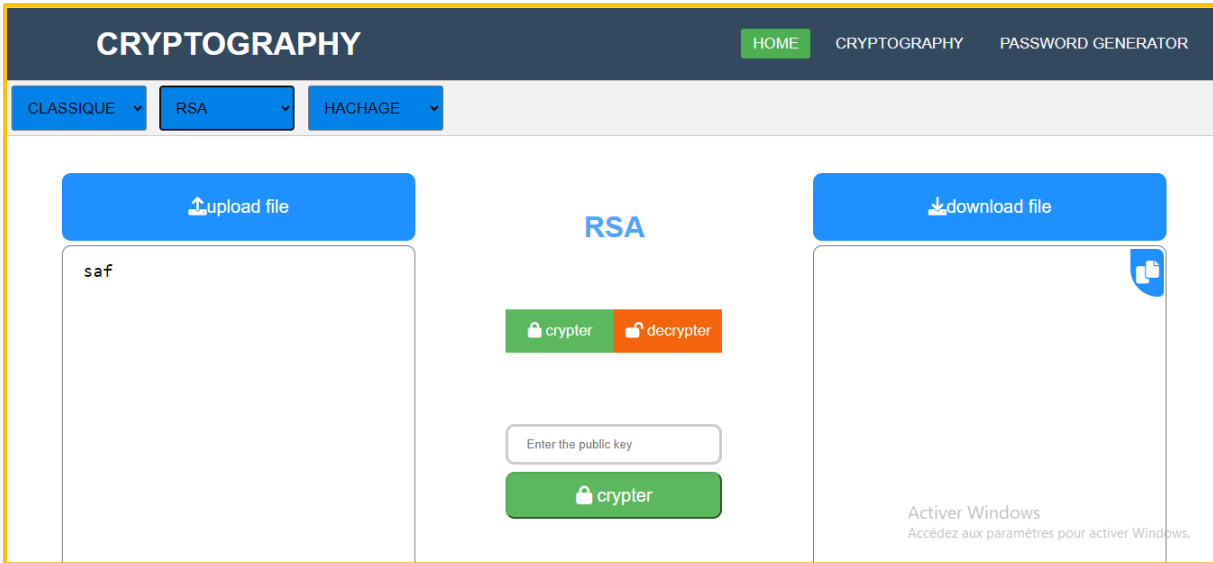 CRYPTOGRAPHY HOME CRYPTOGRAPHY PASSWORD GENERATOR
CLASSIQUE RSA HACHAGE
upload file
saf
RSA
crypter decrypter
Enter the public key
crypter
download file
Activer Windows
Accédez aux paramètres pour activer Windows.